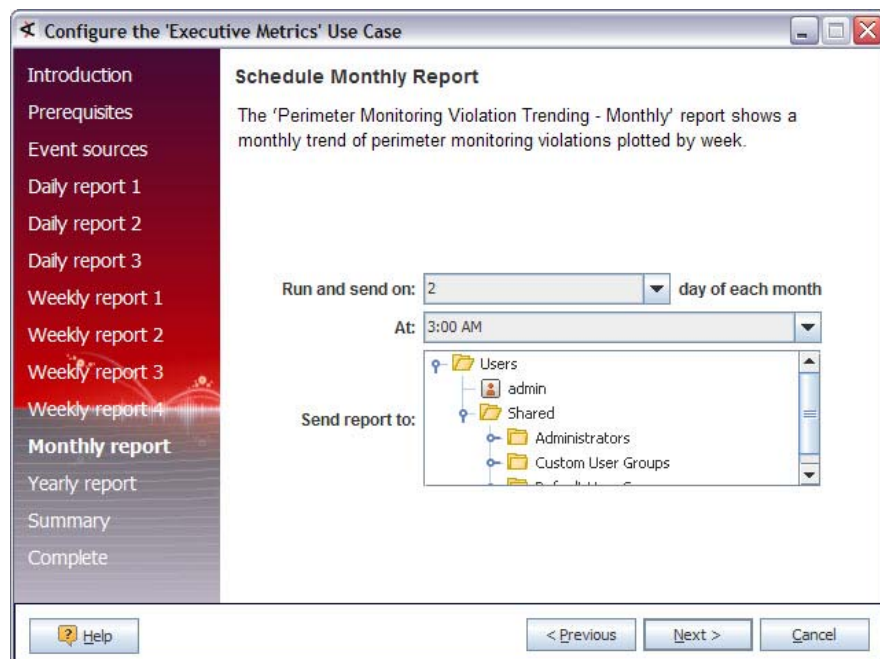 Configure the 'Executive Metrics' Use Case
Introduction
Prerequisites
Event sources
Daily report 1
Daily report 2
Daily report 3
Weekly report 1
Weekly report 2
Weekly report 3
Weekly report 4
Monthly report
Yearly report
Summary
Complete
Schedule Monthly Report
The 'Perimeter Monitoring Violation Trending - Monthly' report shows a
monthly trend of perimeter monitoring violations plotted by week.
Run and send on: 2 day of each month
At: 3:00 AM
Send report to:
Users
admin
Shared
Administrators
Custom User Groups
Help
< Previous
Next >
Cancel